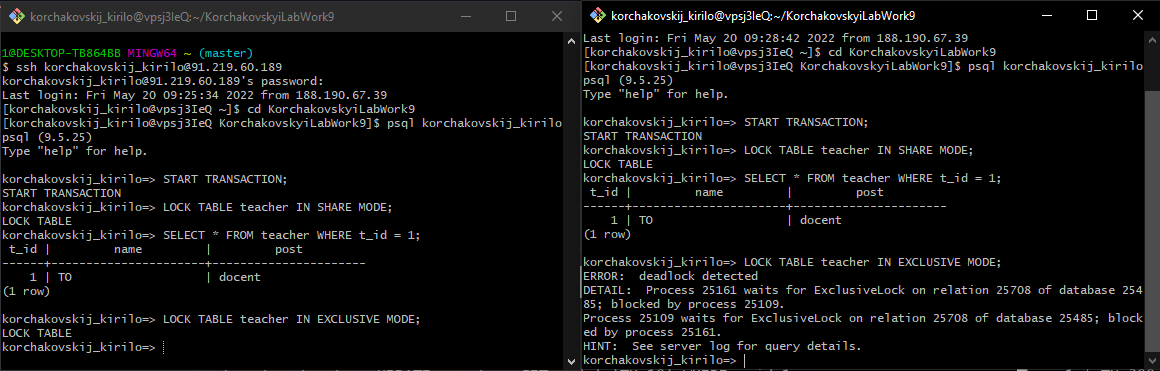 korchakovskij_kirilo@vpsj3IeQ:~/KorchakovskyiLabWork9
1@DESKTOP-TB864BB MINGW64 ~ (master)
$ ssh korchakovskij_kirilo@91.219.60.189
korchakovskij_kirilo@91.219.60.189's password:
Last login: Fri May 20 09:25:34 2022 from 188.190.67.39
[korchakovskij_kirilo@vpsj3IeQ ~]$ cd KorchakovskyiLabWork9
[korchakovskij_kirilo@vpsj3IeQ KorchakovskyiLabWork9]$ psql korchakovskij_kirilo
psql (9.5.25)
Type "help" for help.
korchakovskij_kirilo=> START TRANSACTION;
START TRANSACTION
korchakovskij_kirilo=> LOCK TABLE teacher IN SHARE MODE;
LOCK TABLE
korchakovskij_kirilo=> SELECT * FROM teacher WHERE t_id = 1;
t_id | name | post
------+----------------------+----------------------
1 | TO | docent
(1 row)
korchakovskij_kirilo=> LOCK TABLE teacher IN EXCLUSIVE MODE;
LOCK TABLE
korchakovskij_kirilo=>
korchakovskij_kirilo@vpsj3IeQ:~/KorchakovskyiLabWork9
Last login: Fri May 20 09:28:42 2022 from 188.190.67.39
[korchakovskij_kirilo@vpsj3IeQ ~]$ cd KorchakovskyiLabWork9
[korchakovskij_kirilo@vpsj3IeQ KorchakovskyiLabWork9]$ psql korchakovskij_kirilo
psql (9.5.25)
Type "help" for help.
korchakovskij_kirilo=> START TRANSACTION;
START TRANSACTION
korchakovskij_kirilo=> LOCK TABLE teacher IN SHARE MODE;
LOCK TABLE
korchakovskij_kirilo=> SELECT * FROM teacher WHERE t_id = 1;
t_id | name | post
------+----------------------+----------------------
1 | TO | docent
(1 row)
korchakovskij_kirilo=> LOCK TABLE teacher IN EXCLUSIVE MODE;
ERROR: deadlock detected
DETAIL: Process 25161 waits for ExclusiveLock on relation 25708 of database 254
85; blocked by process 25109.
Process 25109 waits for ExclusiveLock on relation 25708 of database 25485; block
ed by process 25161.
HINT: See server log for query details.
korchakovskij_kirilo=>